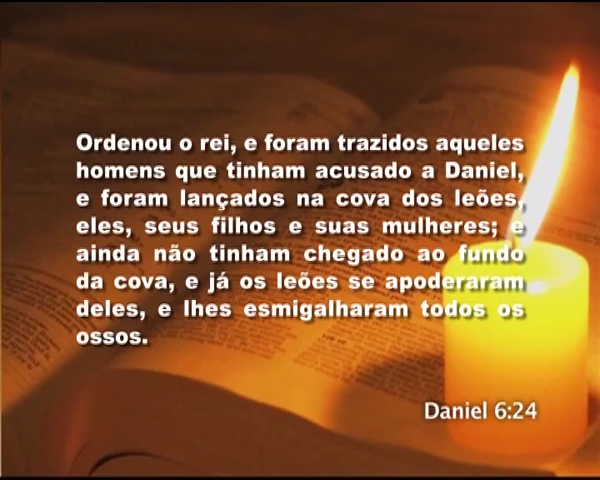 Ordenou o rei, e foram trazidos aqueles
homens que tinham acusado a Daniel,
e foram lançados na cova dos leões,
eles, seus filhos e suas mulheres; e
ainda não tinham chegado ao fundo
da cova, e já os leões se apoderaram
deles, e lhes esmigalharam todos os
ossos.
Daniel 6:24